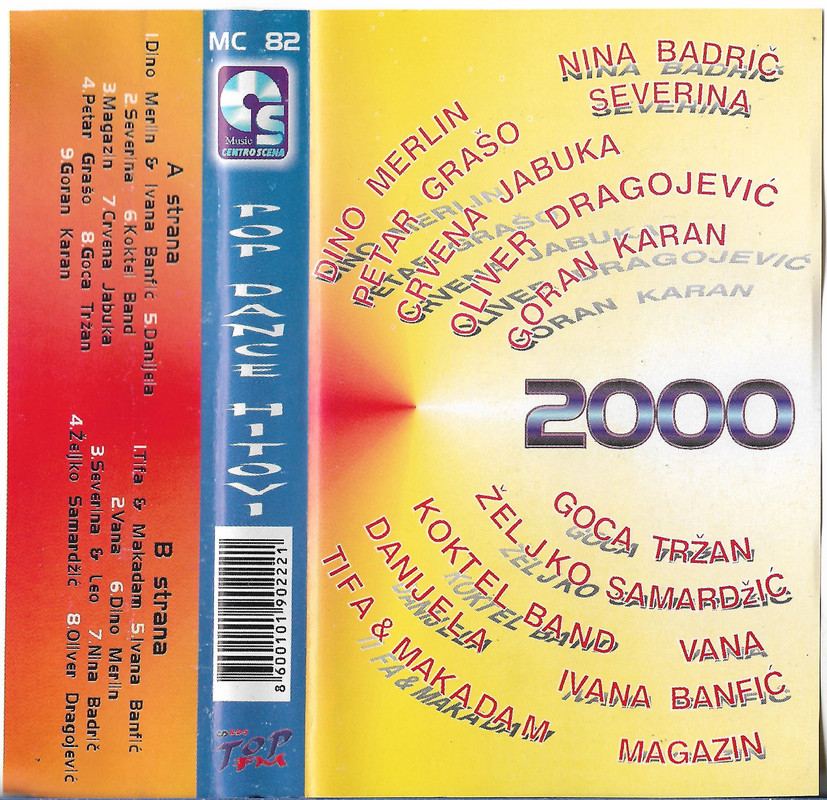 A strana
1.Dino Merlin & Ivana Banfić 5.Danijela
2.Severina 6.Koktel Band
3.Magazin 7.Crvena Jabuka
4.Petar Grašo 8.Goca Tržan
9.Goran Karan
B strana
1.Tifa & Makadam 5.Ivana Banfić
2.Vana 6.Dino Merlin
3.Severina & Leo 7.Nina Badrič
4.Željko Samardžić 8.Oliver Dragojević
MC 82
CS
Music
CENTROSCENA
POP DANCE HITOVI
8600101902221
TOP
FM
NINA BADRIČ
SEVERINA
DINO MERLIN
PETAR GRAŠO
CRVENA JABUKA
OLIVER DRAGOJEVIĆ
GORAN KARAN
2000
GOCA TRŽAN
ŽELJKO SAMARDŽIĆ
KOKTEL BAND
VANA
DANIJELA
IVANA BANFIĆ
TIFA & MAKADAM
MAGAZIN